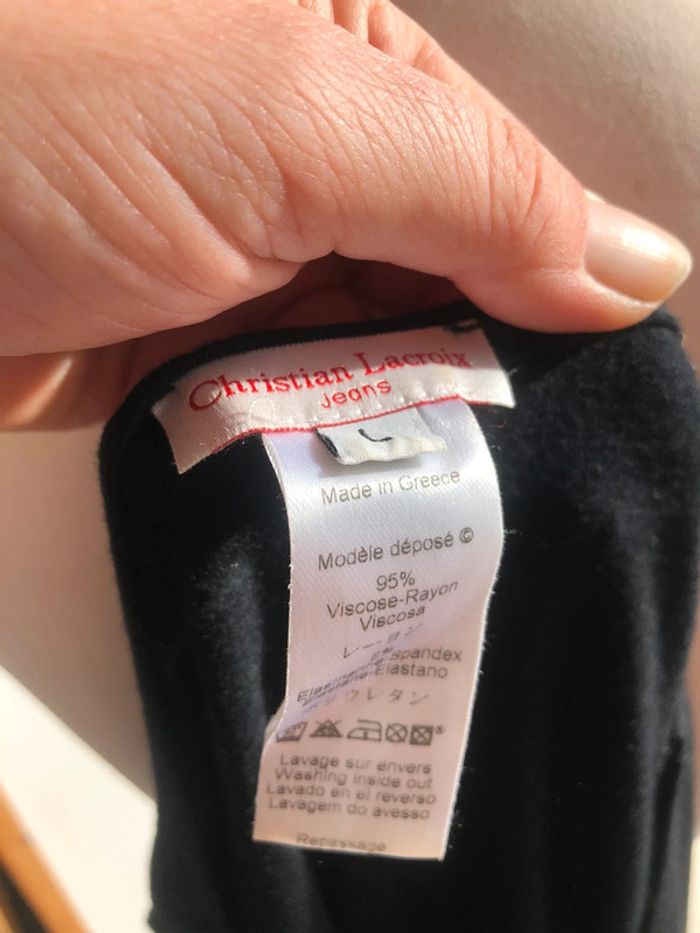 Christian Lacroix
Jeans
L
Made in Greece
Modèle déposé ©
95%
Viscose-Rayon
Viscosa
レーヨン
5%
Spandex
Elastano
ポリウレタン
Lavage sur envers
Washing inside out
Lavado en el reverso
Lavagem do avesso
Repassage